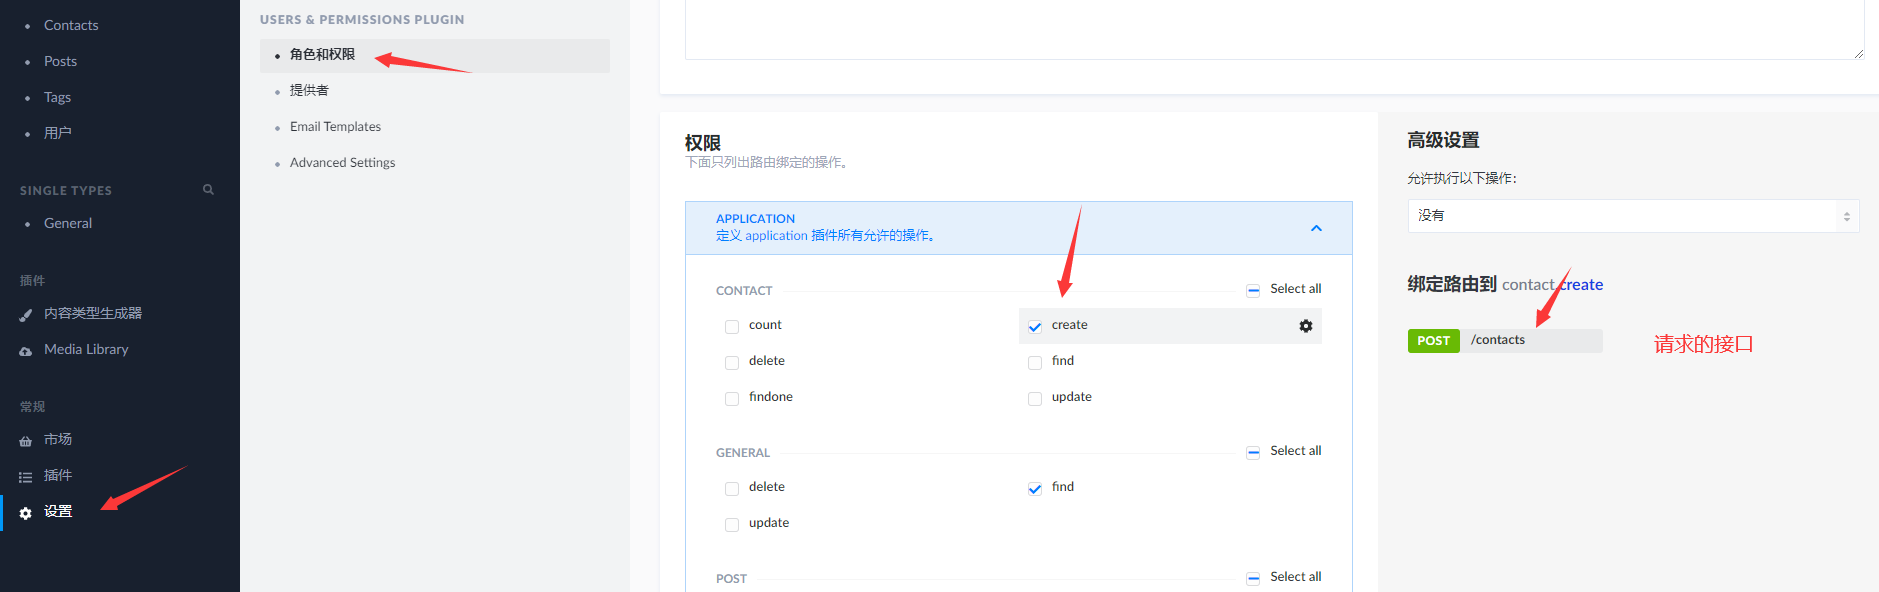 Contacts
Posts
Tags
用户
SINGLE TYPES
General
插件
内容类型生成器
Media Library
常规
市场
插件
设置
USERS & PERMISSIONS PLUGIN
角色和权限
提供者
Email Templates
Advanced Settings
权限
下面只列出路由绑定的操作。
APPLICATION
定义 application 插件所有允许的操作。
CONTACT
Select all
count
create
delete
find
findone
update
GENERAL
Select all
delete
find
update
POST
Select all
高级设置
允许执行以下操作：
没有
绑定路由到 contact.create
POST /contacts
请求的接口